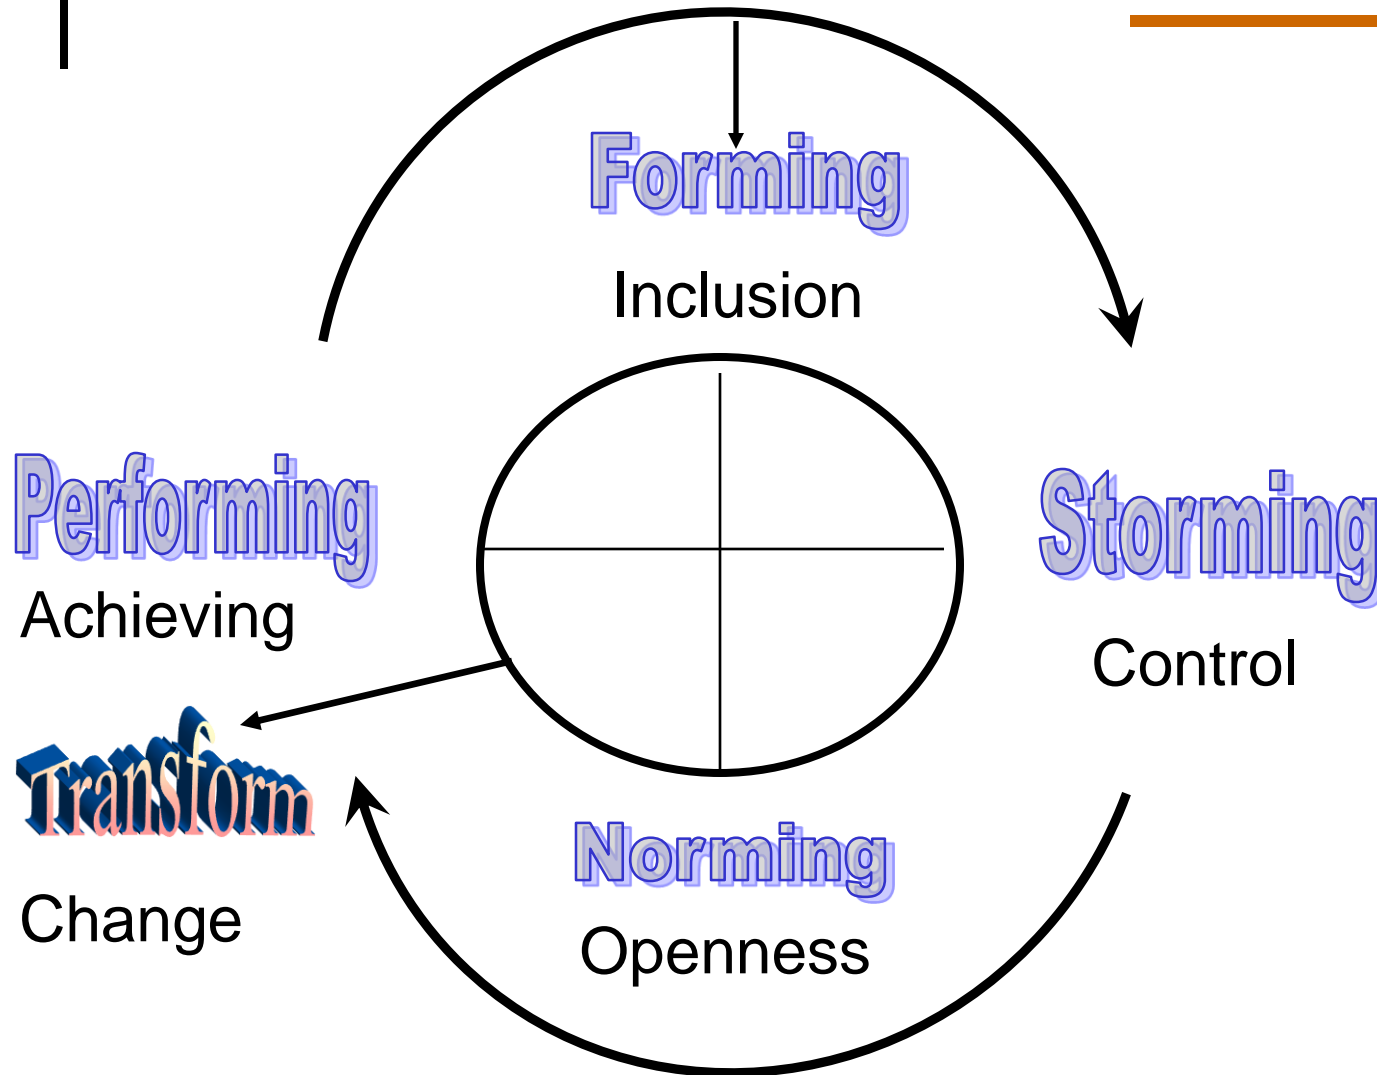 Forming
Inclusion
Performing
Achieving
Storming
Control
Transform
Change
Norming
Openness